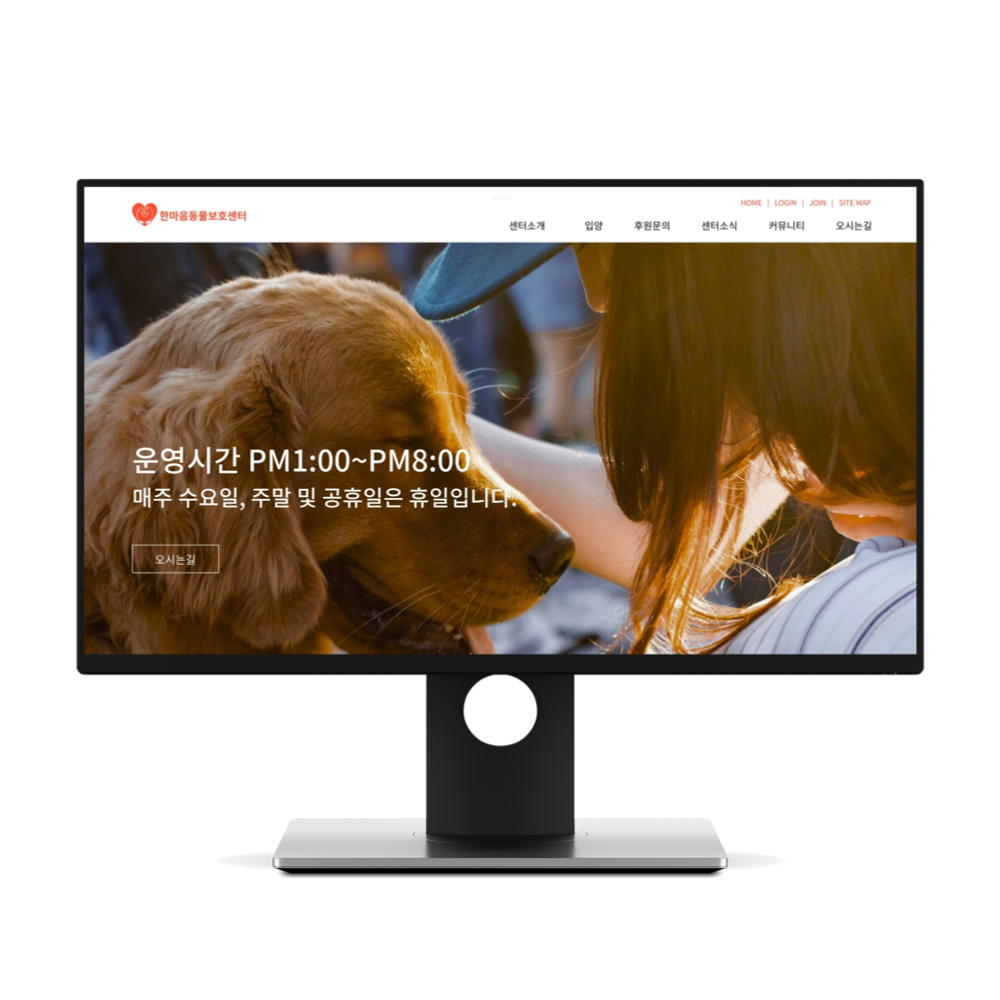 한마음동물보호센터
HOME | LOGIN | JOIN | SITE MAP
센터소개 입양 후원문의 센터소식 커뮤니티 오시는길
운영시간 PM1:00~PM8:00
매주 수요일, 주말 및 공휴일은 휴일입니다.
오시는길